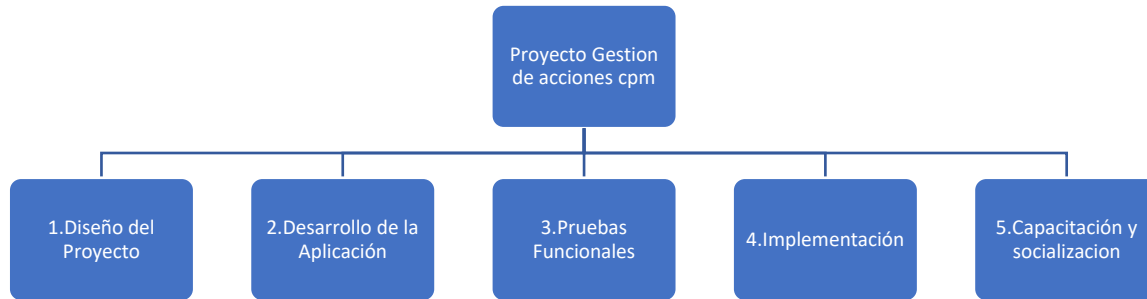 Proyecto Gestion
de acciones cpm
1.Diseño del
Proyecto
2.Desarrollo de la
Aplicación
3.Pruebas
Funcionales
4.Implementación
5.Capacitación y
socializacion